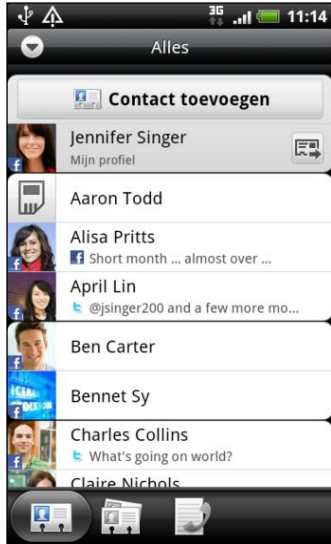 3G 11:14
Alles
Contact toevoegen
Jennifer Singer
Mijn profiel
Aaron Todd
Alisa Pritts
Short month ... almost over ...
April Lin
@jsinger200 and a few more mo...
Ben Carter
Bennet Sy
Charles Collins
What's going on world?
Claire Nichols